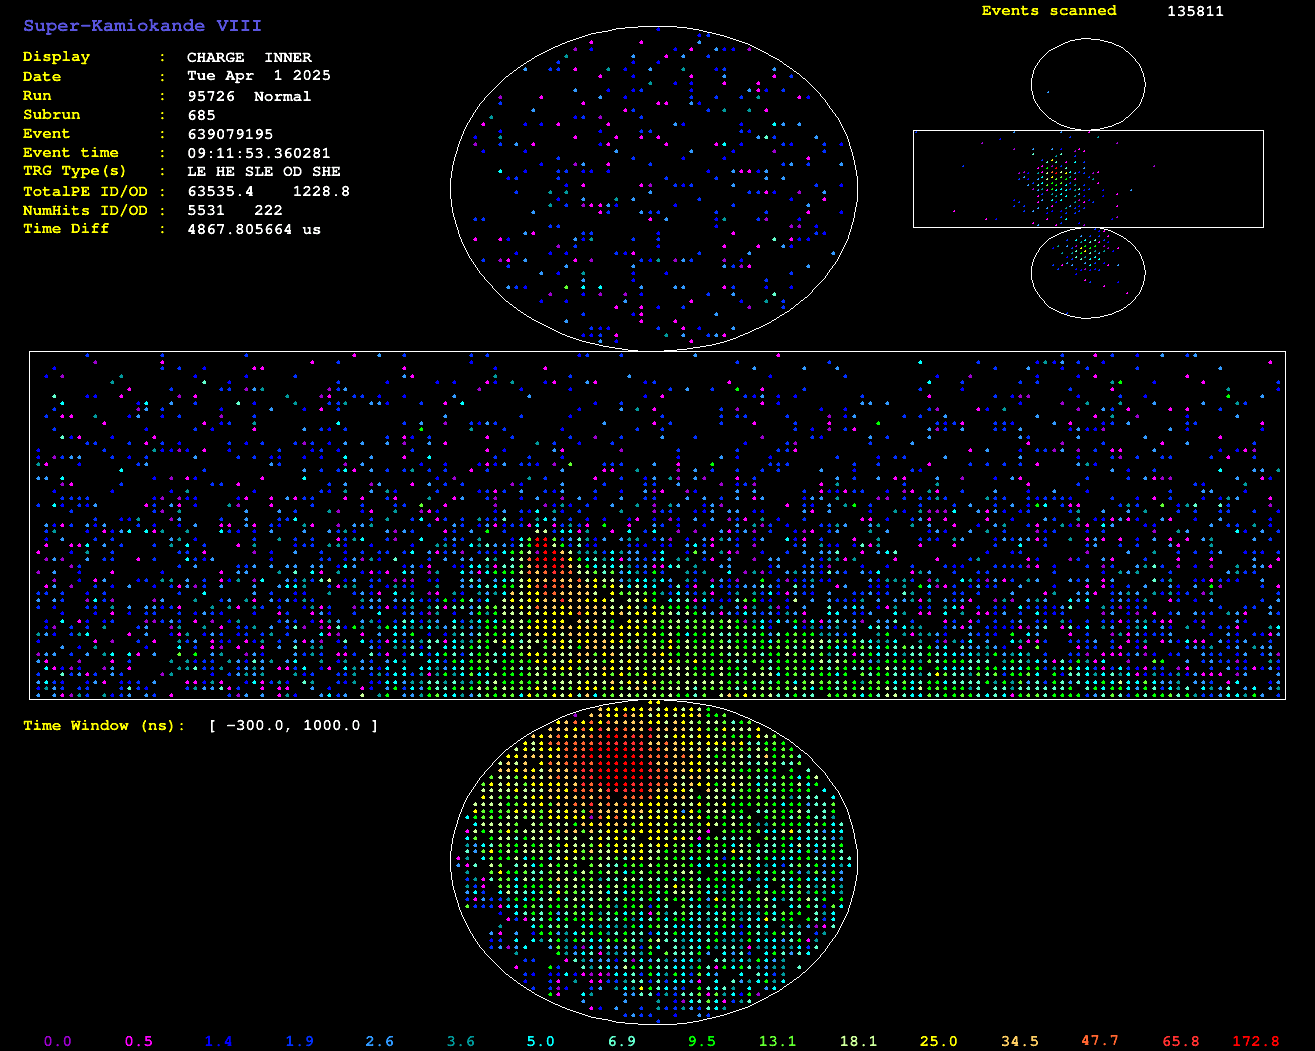 Super-Kamiokande VIII
Events scanned 135811
Display : CHARGE INNER
Date : Tue Apr 1 2025
Run : 95726 Normal
Subrun : 685
Event : 639079195
Event time : 09:11:53.360281
TRG Type(s) : LE HE SLE OD SHE
TotalPE ID/OD : 63535.4 1228.8
NumHits ID/OD : 5531 222
Time Diff : 4867.805664 us
Time Window (ns): [ -300.0, 1000.0 ]
0.0 0.5 1.4 1.9 2.6 3.6 5.0 6.9 9.5 13.1 18.1 25.0 34.5 47.7 65.8 172.8